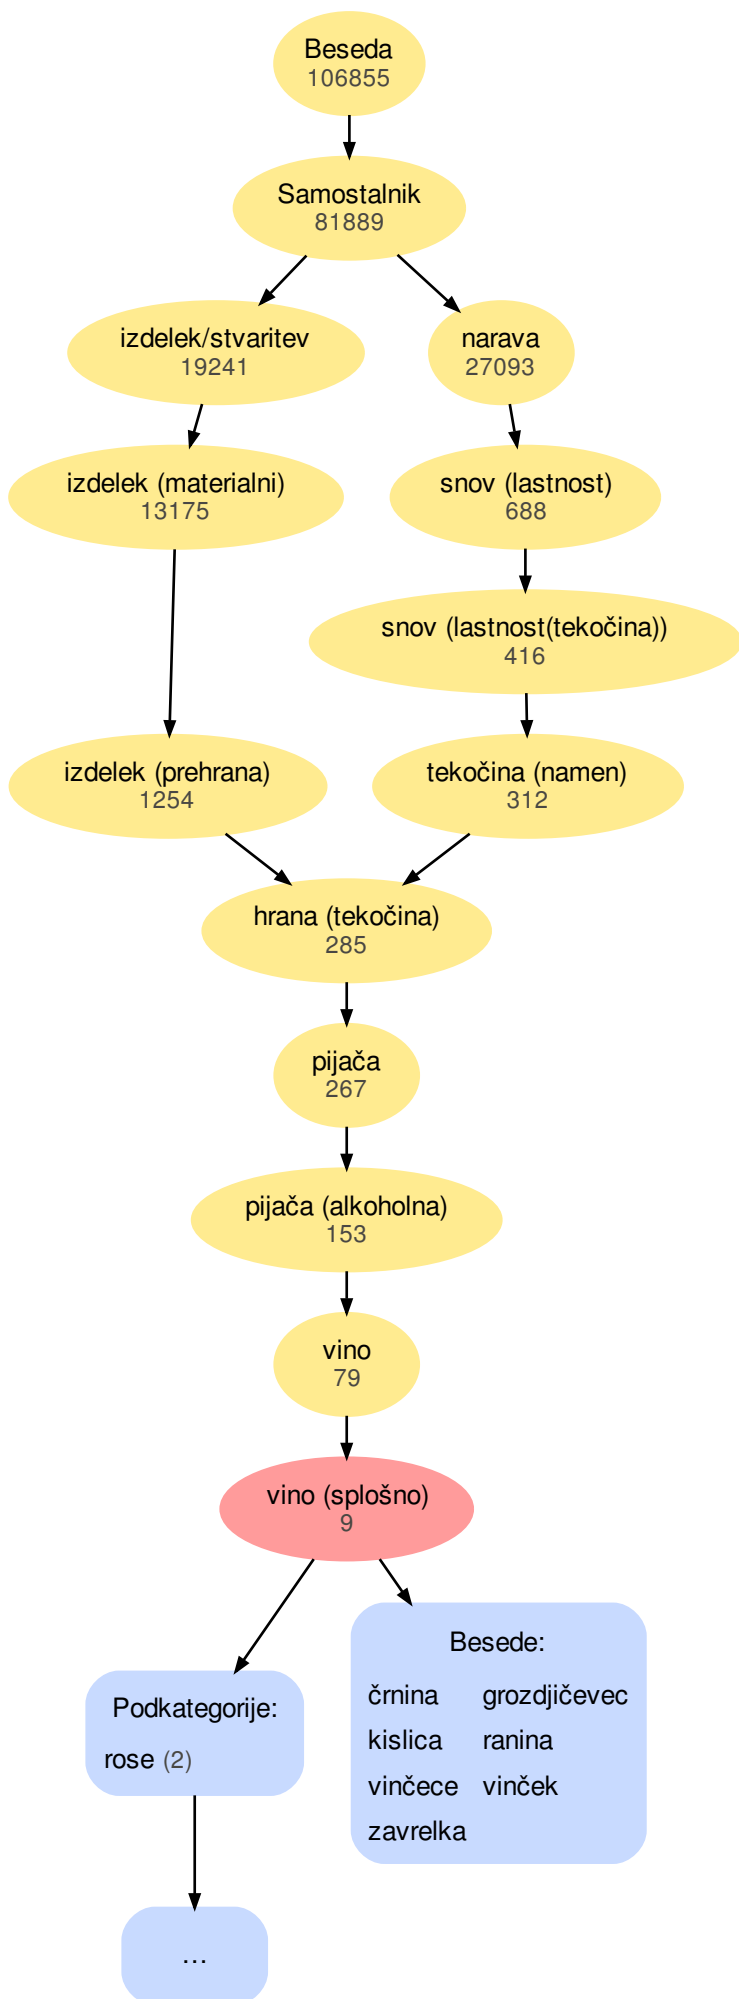 Beseda
106855
Samostalnik
81889
izdelek/stvaritev
19241
narava
27093
izdelek (materialni)
13175
snov (lastnost)
688
snov (lastnost(tekočina))
416
izdelek (prehrana)
1254
tekočina (namen)
312
hrana (tekočina)
285
pijača
267
pijača (alkoholna)
153
vino
79
vino (splošno)
9
Podkategorije:
rose (2)
...
Besede:
črnina grozdjičevec
kislica ranina
vinčece vinček
zavrelka